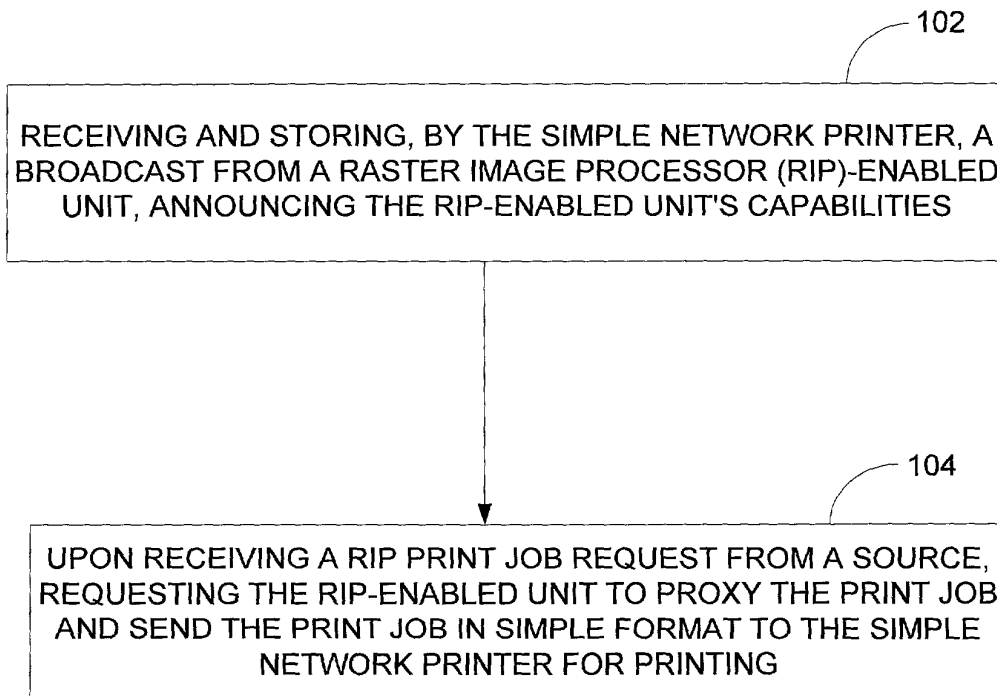 102
RECEIVING AND STORING, BY THE SIMPLE NETWORK PRINTER, A
BROADCAST FROM A RASTER IMAGE PROCESSOR (RIP)-ENABLED
UNIT, ANNOUNCING THE RIP-ENABLED UNIT'S CAPABILITIES
104
UPON RECEIVING A RIP PRINT JOB REQUEST FROM A SOURCE,
REQUESTING THE RIP-ENABLED UNIT TO PROXY THE PRINT JOB
AND SEND THE PRINT JOB IN SIMPLE FORMAT TO THE SIMPLE
NETWORK PRINTER FOR PRINTING